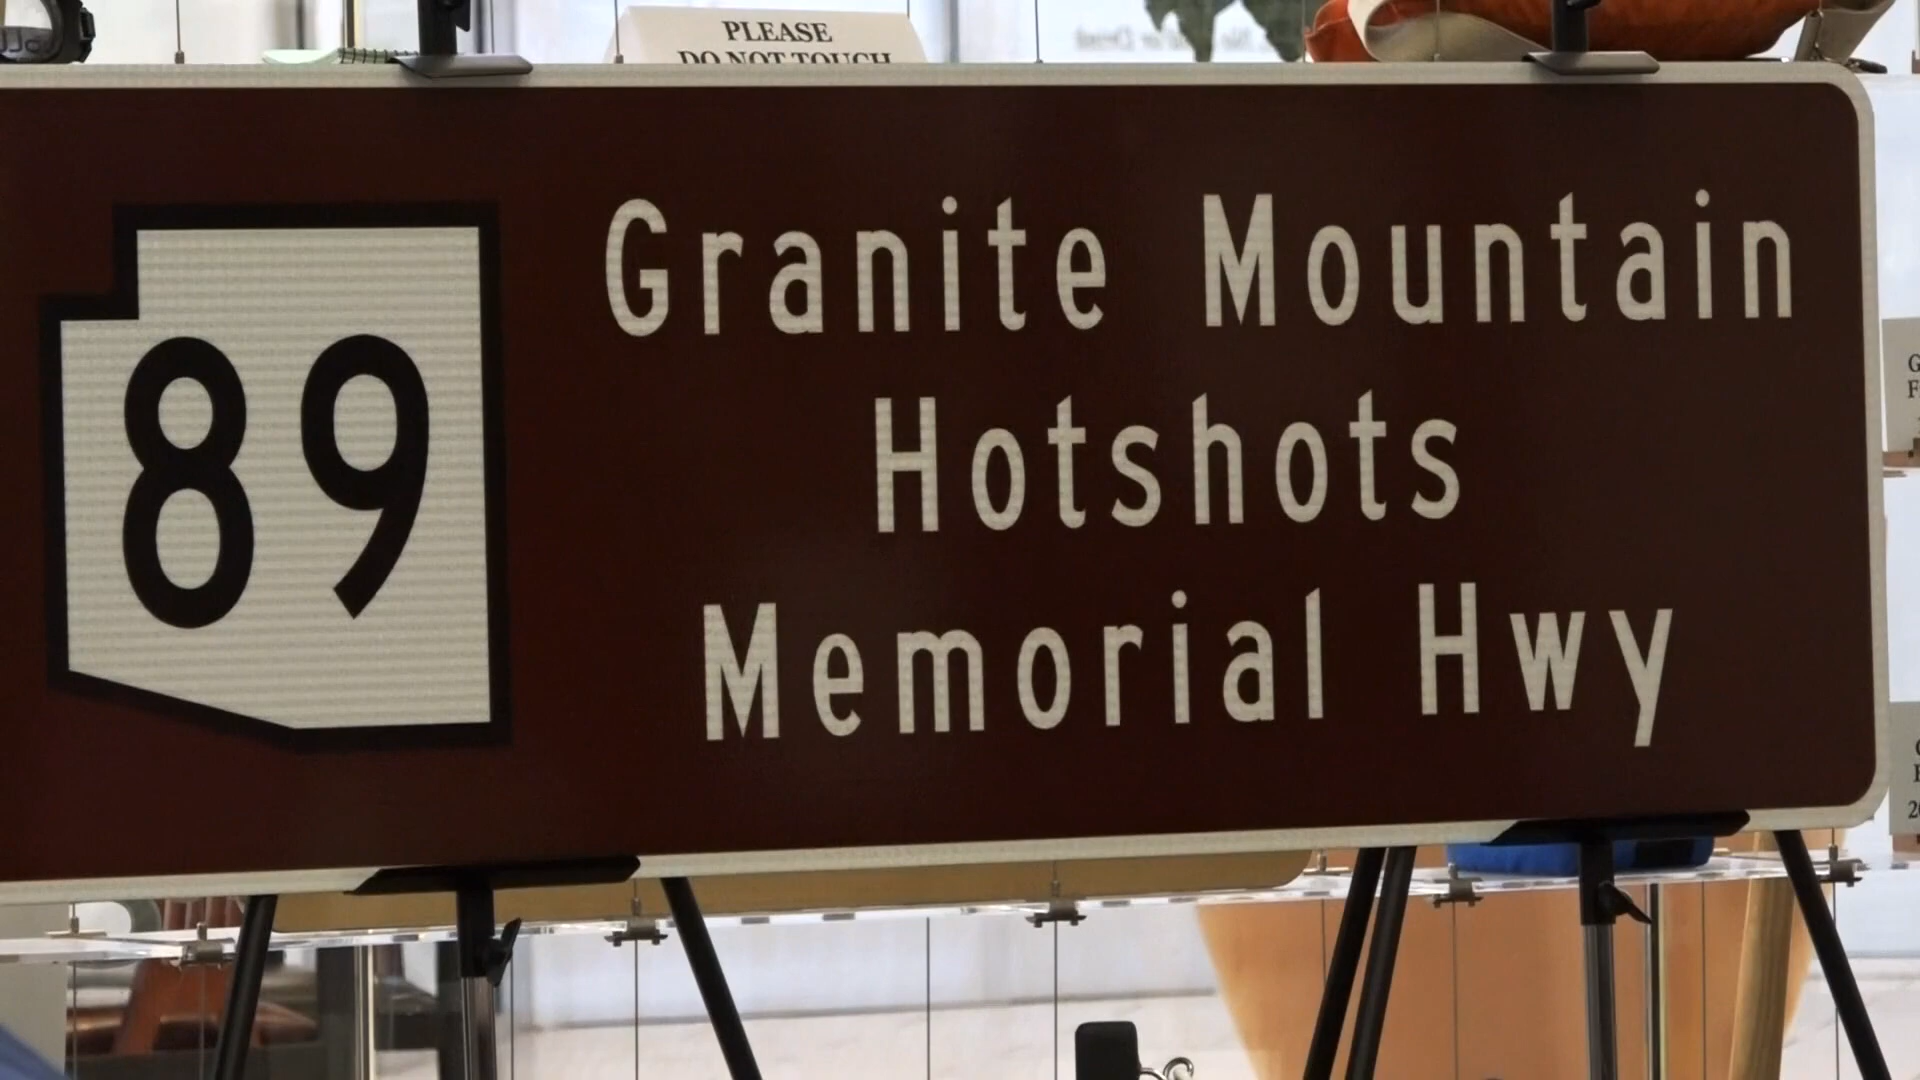 PLEASE
DO NOT TOUCH
89
Granite Mountain
Hotshots
Memorial Hwy